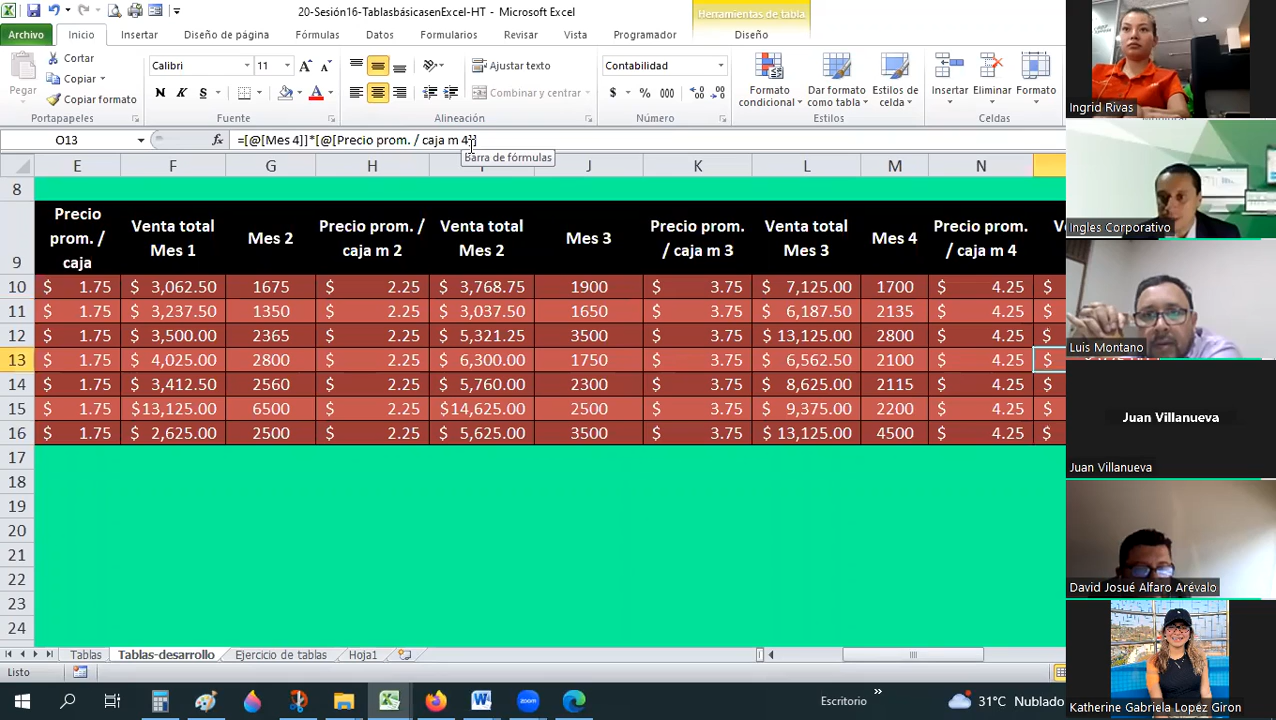 20-Sesión16-TablasbásicasenExcel-HT - Microsoft Excel
Herramientas de tabla
Archivo Inicio Insertar Diseño de página Fórmulas Datos Formularios Revisar Vista Programador Diseño
Pegar
Cortar
Copiar
Copiar formato
Portapapeles
Calibri 11
N K S
Fuente
Ajustar texto
Combinar y centrar
Alineación
Contabilidad
$ % 000
Número
Formato condicional
Dar formato como tabla
Estilos de celda
Estilos
Insertar
Eliminar
Formato
Celdas
O13 fx =[@[Mes 4]]*[@[Precio prom. / caja m 4]]
Barra de fórmulas
E F G H I J K L M N
8
9 Precio prom. / caja Venta total Mes 1 Mes 2 Precio prom. / caja m 2 Venta total Mes 2 Mes 3 Precio prom. / caja m 3 Venta total Mes 3 Mes 4 Precio prom. / caja m 4
10 $ 1.75 $ 3,062.50 1675 $ 2.25 $ 3,768.75 1900 $ 3.75 $ 7,125.00 1700 $ 4.25 $
11 $ 1.75 $ 3,237.50 1350 $ 2.25 $ 3,037.50 1650 $ 3.75 $ 6,187.50 2135 $ 4.25 $
12 $ 1.75 $ 3,500.00 2365 $ 2.25 $ 5,321.25 3500 $ 3.75 $ 13,125.00 2800 $ 4.25 $
13 $ 1.75 $ 4,025.00 2800 $ 2.25 $ 6,300.00 1750 $ 3.75 $ 6,562.50 2100 $ 4.25 $
14 $ 1.75 $ 3,412.50 2560 $ 2.25 $ 5,760.00 2300 $ 3.75 $ 8,625.00 2115 $ 4.25 $
15 $ 1.75 $13,125.00 6500 $ 2.25 $14,625.00 2500 $ 3.75 $ 9,375.00 2200 $ 4.25 $
16 $ 1.75 $ 2,625.00 2500 $ 2.25 $ 5,625.00 3500 $ 3.75 $ 13,125.00 4500 $ 4.25 $
17
18
19
20
21
22
23
24
Tablas Tablas-desarrollo Ejercicio de tablas Hoja1
Listo
Escritorio » 31°C Nublado
Ingrid Rivas
Ingles Corporativo
Luis Montano
Juan Villanueva
Juan Villanueva
David Josué Alfaro Arévalo
Katherine Gabriela Lopez Giron